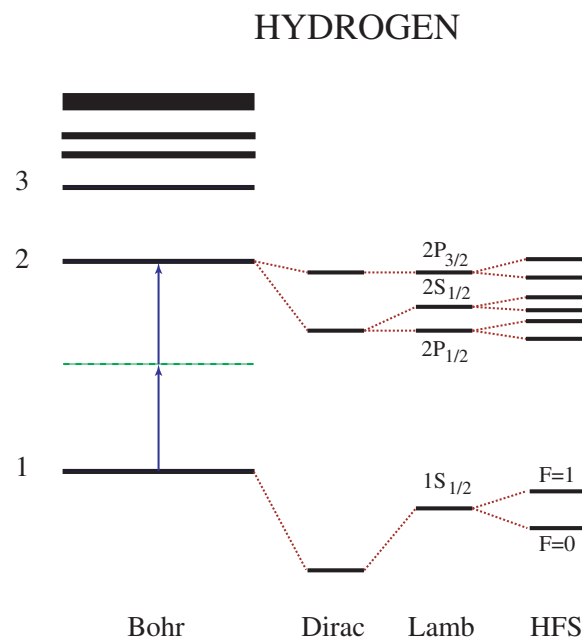 HYDROGEN
3
2
1
2P3/2
2S1/2
2P1/2
1S1/2
F=1
F=0
Bohr Dirac Lamb HFS